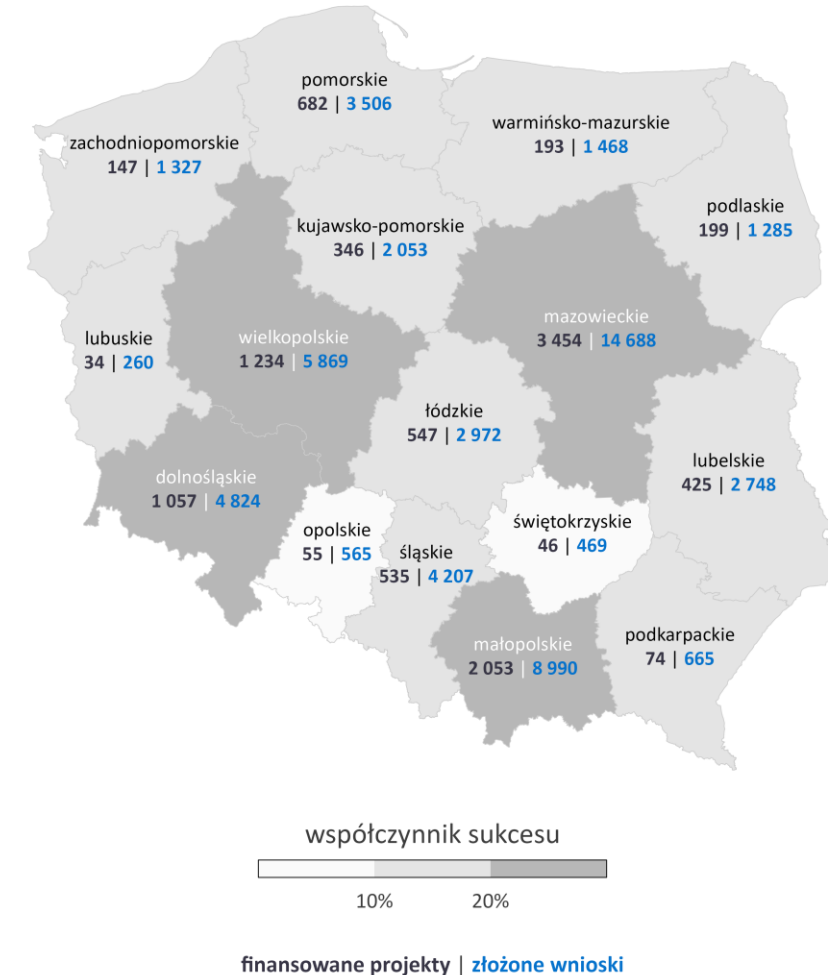 pomorskie
682 | 3 506
warmińsko-mazurskie
193 | 1 468
zachodniopomorskie
147 | 1 327
podlaskie
199 | 1 285
kujawsko-pomorskie
346 | 2 053
mazowieckie
3 454 | 14 688
lubuskie
34 | 260
wielkopolskie
1 234 | 5 869
łódzkie
547 | 2 972
lubelskie
425 | 2 748
dolnośląskie
1 057 | 4 824
opolskie
55 | 565
świętokrzyskie
46 | 469
śląskie
535 | 4 207
małopolskie
2 053 | 8 990
podkarpackie
74 | 665
współczynnik sukcesu
10% 20%
finansowane projekty | złożone wnioski